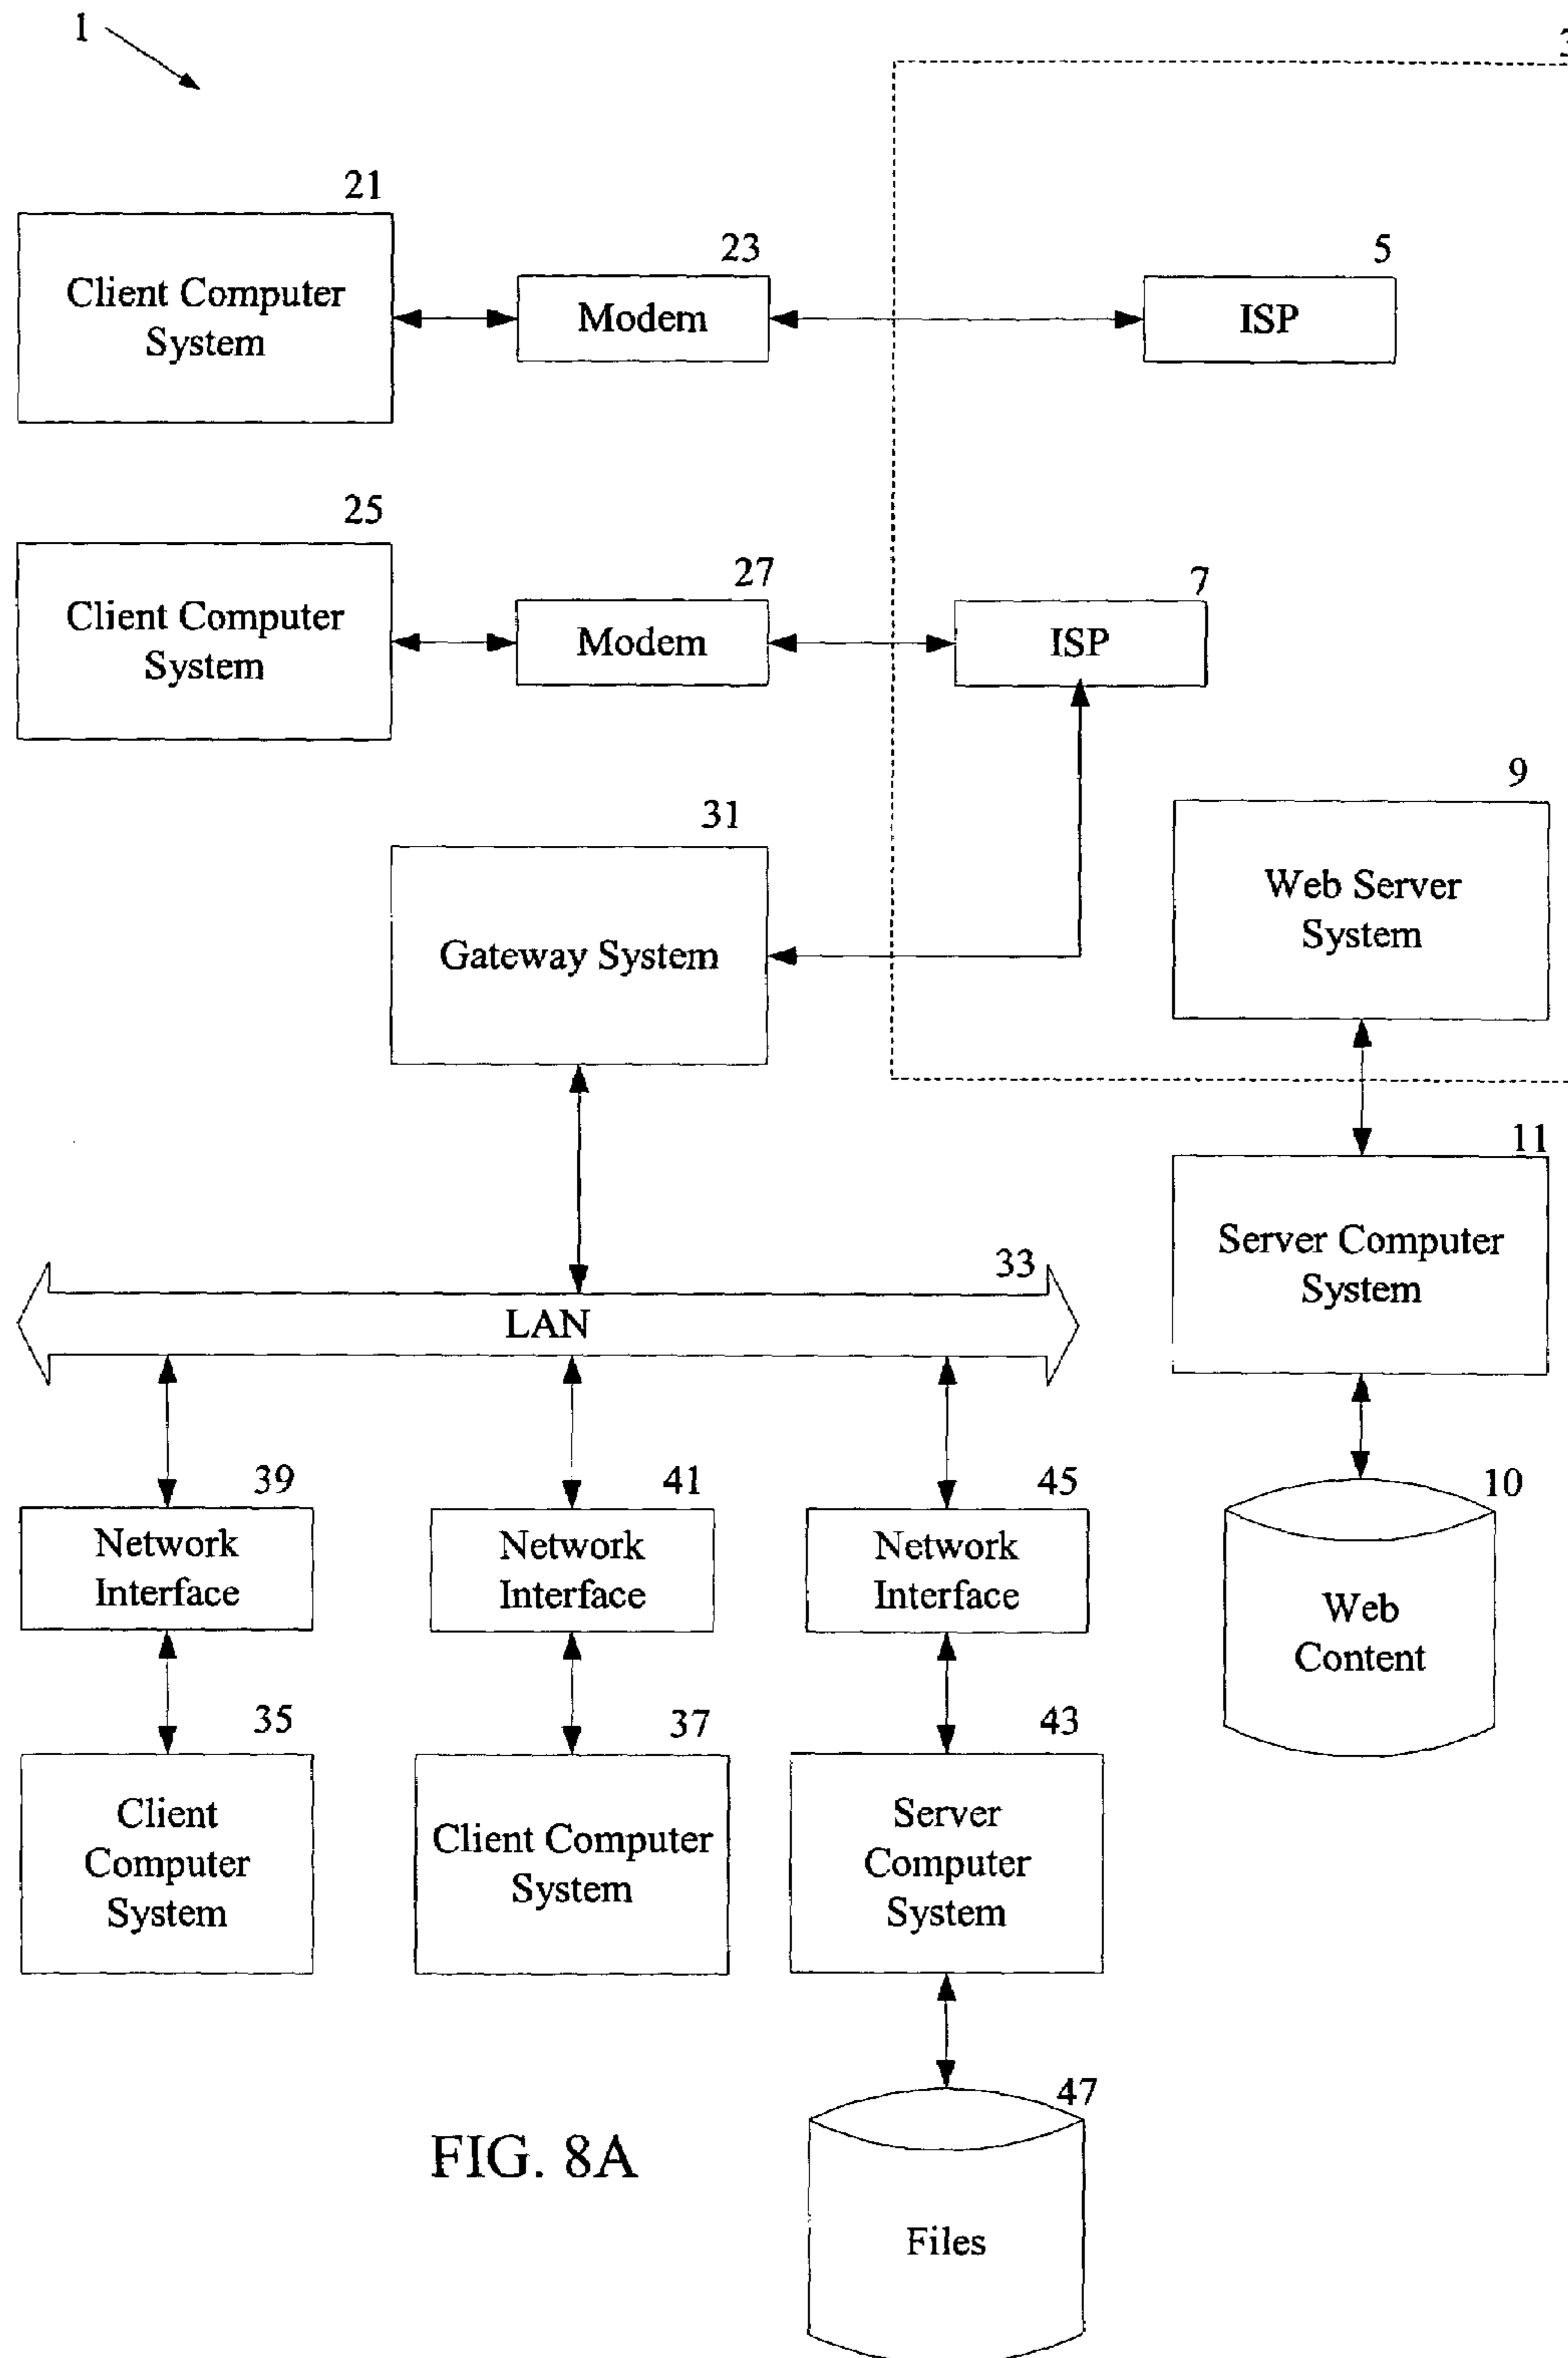 1
21
Client Computer
System
23
Modem
5
ISP
25
Client Computer
System
27
Modem
7
ISP
31
Gateway System
9
Web Server
System
11
Server Computer
System
33
LAN
39
Network
Interface
41
Network
Interface
45
Network
Interface
10
Web
Content
35
Client
Computer
System
37
Client Computer
System
43
Server
Computer
System
47
Files
FIG. 8A